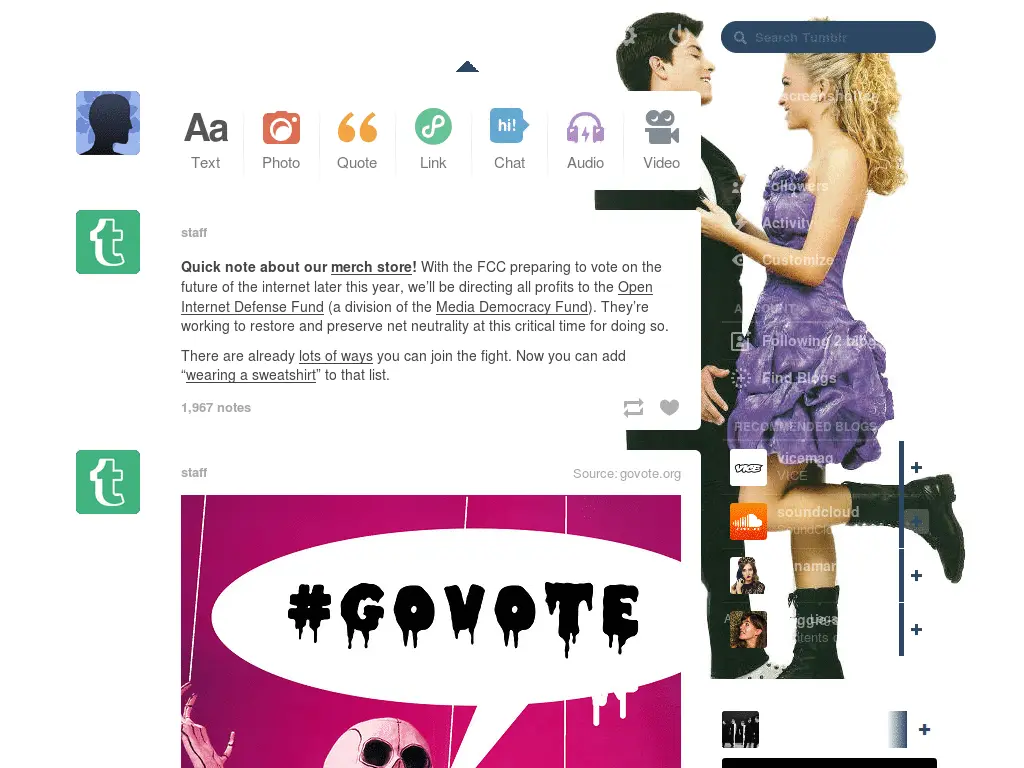 Search Tumblr
screenshotter
Aa
hi!
Text
Photo
Quote
Link
Chat
Audio
Video
Followers
Activity
Customize
staff
Quick note about our merch store! With the FCC preparing to vote on the
future of the internet later this year, we’ll be directing all profits to the Open
Internet Defense Fund (a division of the Media Democracy Fund). They’re
working to restore and preserve net neutrality at this critical time for doing so.
There are already lots of ways you can join the fight. Now you can add
“wearing a sweatshirt” to that list.
1,967 notes
Following 2 blogs
Find Blogs
RECOMMENDED BLOGS
staff
Source: govote.org
#GOVOTE
vicemag
VICE
VICE
soundcloud
SoundCloud